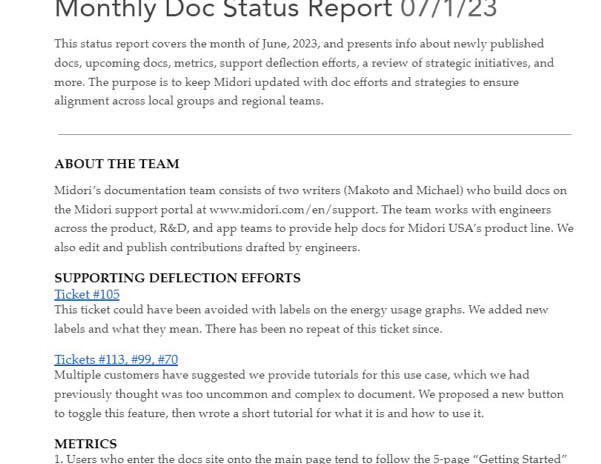 Monthly Doc Status Report 07/1/23
This status report covers the month of June, 2023, and presents info about newly published
docs, upcoming docs, metrics, support deflection efforts, a review of strategic initiatives, and
more. The purpose is to keep Midori updated with doc efforts and strategies to ensure
alignment across local groups and regional teams.
ABOUT THE TEAM
Midori's documentation team consists of two writers (Makoto and Michael) who build docs on
the Midori support portal at www.midori.com/en/support. The team works with engineers
across the product, R&D, and app teams to provide help docs for Midori USA's product line. We
also edit and publish contributions drafted by engineers.
SUPPORTING DEFLECTION EFFORTS
Ticket #105
This ticket could have been avoided with labels on the energy usage graphs. We added new
labels and what they mean. There has been no repeat of this ticket since.
Tickets #113, #99, #70
Multiple customers have suggested we provide tutorials for this use case, which we had
previously thought was too uncommon and complex to document. We proposed a new button
to toggle this feature, then wrote a short tutorial for what it is and how to use it.
METRICS
1. Users who enter the docs site onto the main page tend to follow the 5-page “Getting Started”